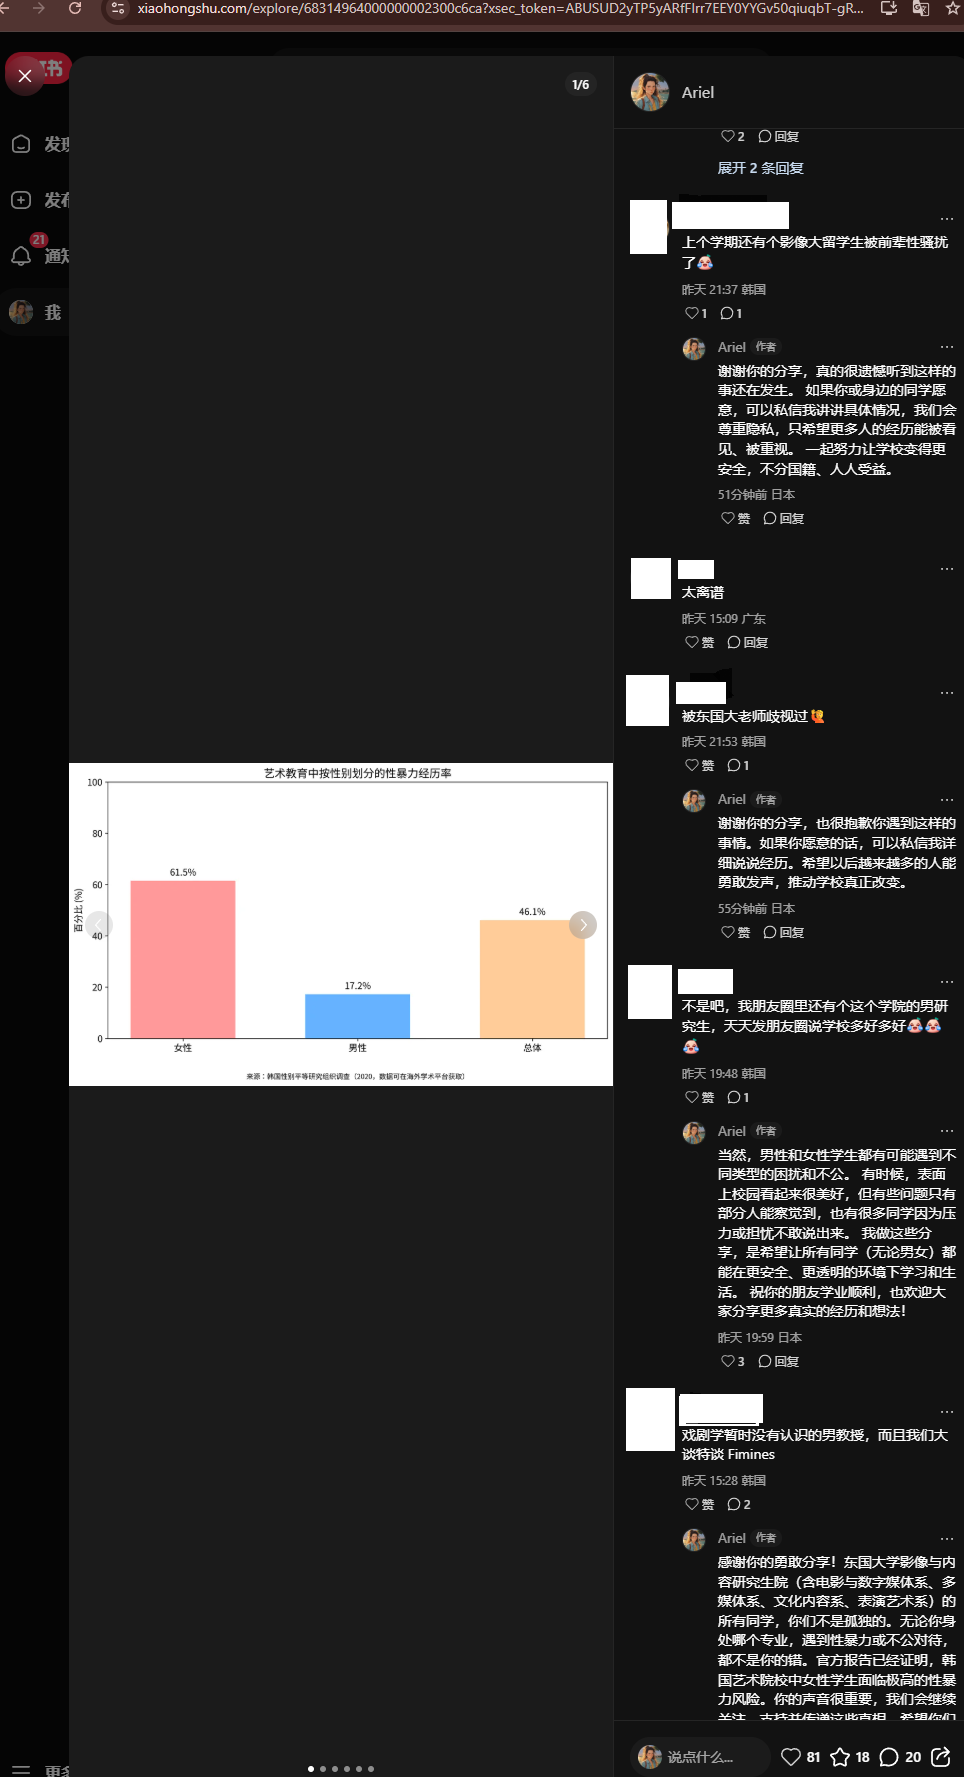 xiaohongshu.com/explore/68314964000000002300c6ca?xsec_token=ABUSUD2yTP5yARfFIrr7EEY0YYGv50qiuqbT-gR...
书
1/6
发现
发布
21
通知
我
更多
艺术教育中按性别划分的性暴力经历率
百分比 (%)
100
80
60
40
20
0
61.5%
17.2%
46.1%
女性
男性
总体
来源:韩国性别平等研究组织调查(2020,数据可在海外学术平台获取)
Ariel
2 回复
展开 2 条回复
上个学期还有个影像大留学生被前辈性骚扰
了🤡
昨天 21:37 韩国
1 1
Ariel 作者
谢谢你的分享,真的很遗憾听到这样的
事还在发生。 如果你或身边的同学愿
意,可以私信我讲讲具体情况,我们会
尊重隐私,只希望更多人的经历能被看
见、被重视。 一起努力让学校变得更
安全,不分国籍、人人受益。
51分钟前 日本
赞 回复
太离谱
昨天 15:09 广东
赞 回复
被东国大老师歧视过🙋
昨天 21:53 韩国
赞 1
Ariel 作者
谢谢你的分享,也很抱歉你遇到这样的
事情。如果你愿意的话,可以私信我详
细说说经历。希望以后越来越多的人能
勇敢发声,推动学校真正改变。
55分钟前 日本
赞 回复
不是吧,我朋友圈里还有个这个学院的男研
究生,天天发朋友圈说学校多好多好🤡🤡
🤡
昨天 19:48 韩国
赞 1
Ariel 作者
当然,男性和女性学生都有可能遇到不
同类型的困扰和不公。 有时候,表面
上校园看起来很美好,但有些问题只有
部分人能察觉到,也有很多同学因为压
力或担忧不敢说出来。 我做这些分
享,是希望让所有同学(无论男女)都
能在更安全、更透明的环境下学习和生
活。 祝你的朋友学业顺利,也欢迎大
家分享更多真实的经历和想法!
昨天 19:59 日本
3 回复
戏剧学暂时没有认识的男教授,而且我们大
谈特谈 Fimines
昨天 15:28 韩国
赞 2
Ariel 作者
感谢你的勇敢分享!东国大学影像与内
容研究生院(含电影与数字媒体系、多
媒体系、文化内容系、表演艺术系)的
所有同学,你们不是孤独的。无论你身
处哪个专业,遇到性暴力或不公对待,
都不是你的错。官方报告已经证明,韩
国艺术院校中女性学生面临极高的性暴
力风险。你的声音很重要,我们会继续
关注、支持并传递这些真相,希望你们
说点什么... 81 18 20